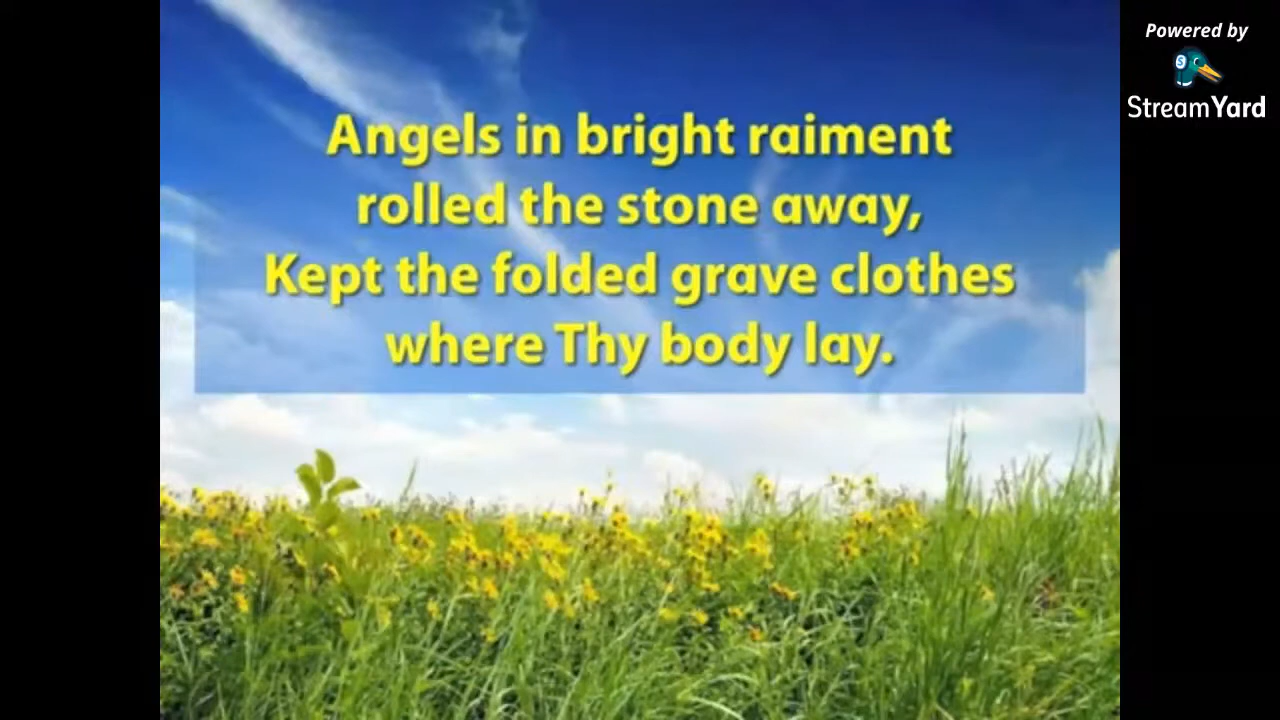 Powered by
StreamYard
Angels in bright raiment
rolled the stone away,
Kept the folded grave clothes
where Thy body lay.